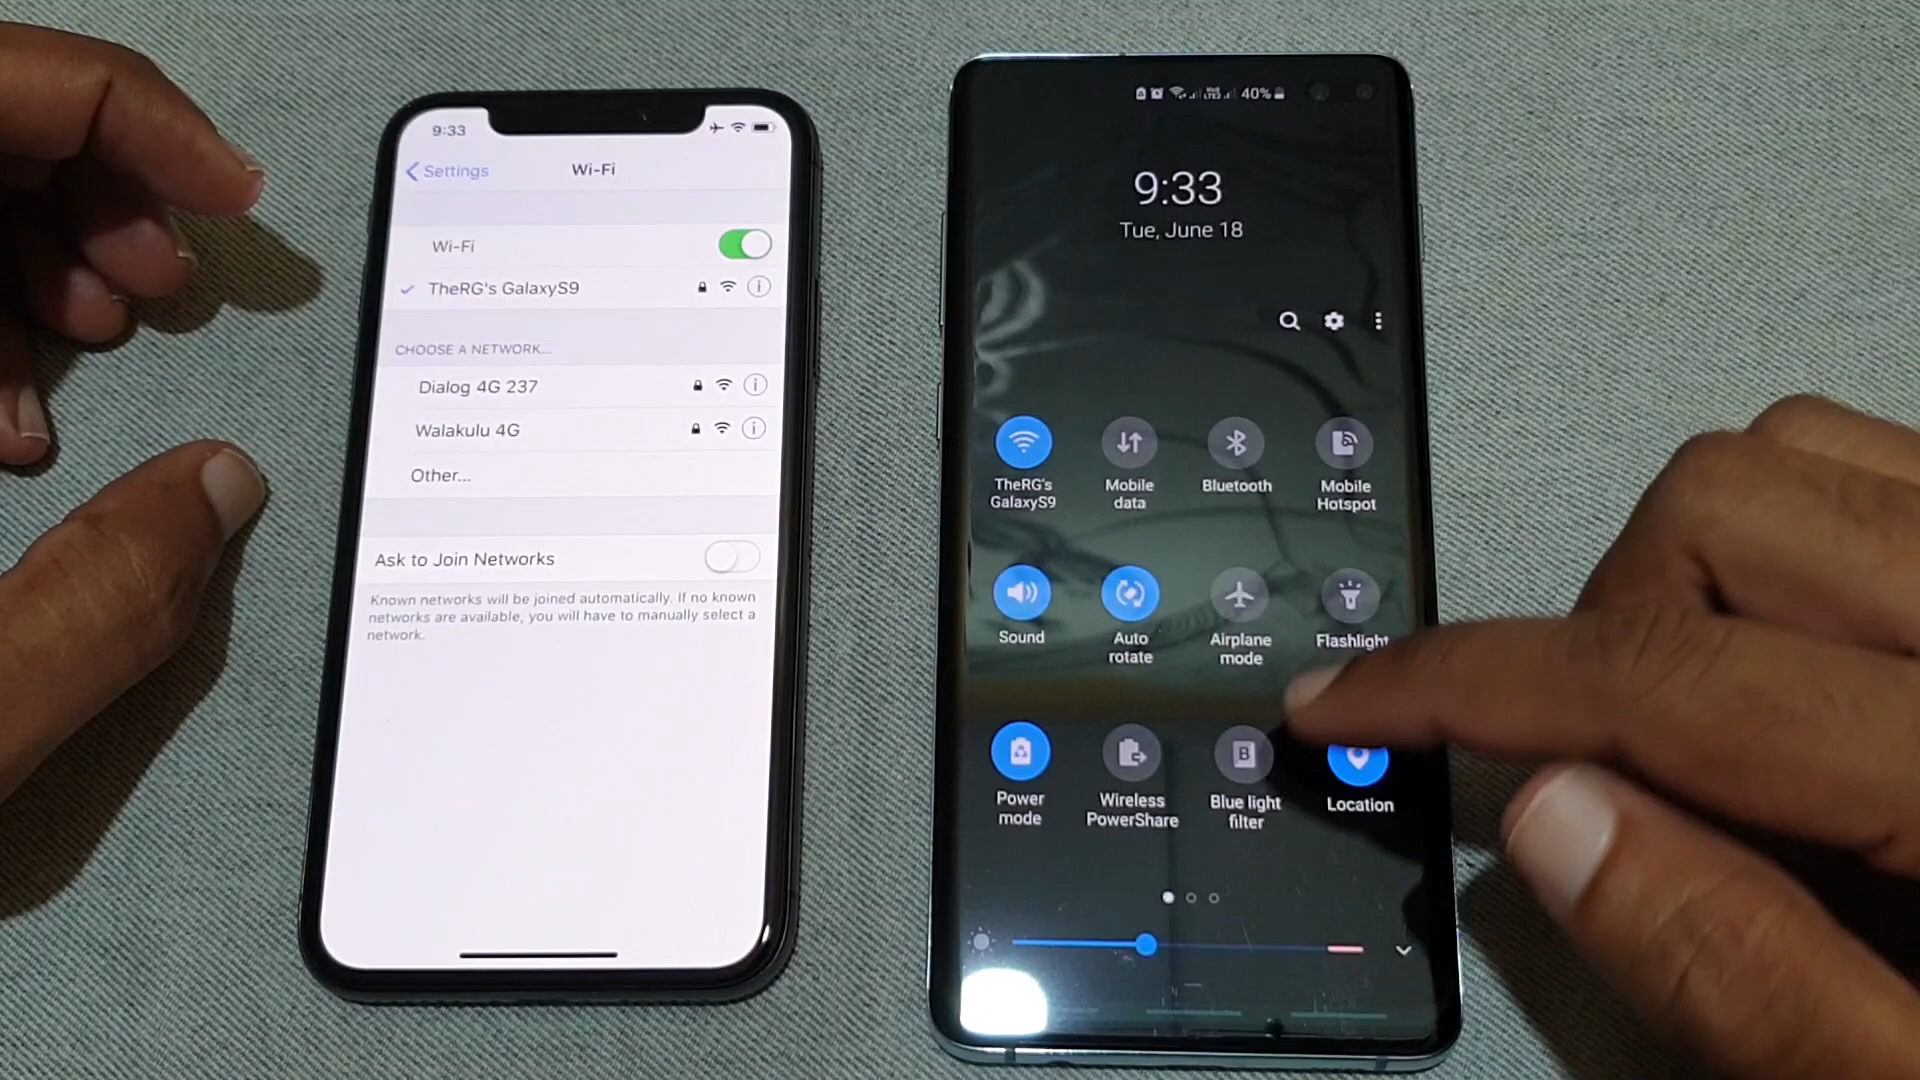 9:33
Settings
Wi-Fi
Wi-Fi
TheRG's GalaxyS9
CHOOSE A NETWORK...
Dialog 4G 237
Walakulu 4G
Other...
Ask to Join Networks
Known networks will be joined automatically. If no known
networks are available, you will have to manually select a
network.
40%
9:33
Tue, June 18
TheRG's
GalaxyS9
Mobile
data
Bluetooth
Mobile
Hotspot
Sound
Auto
rotate
Airplane
mode
Flashlight
Power
mode
Wireless
PowerShare
B
Blue light
filter
Location